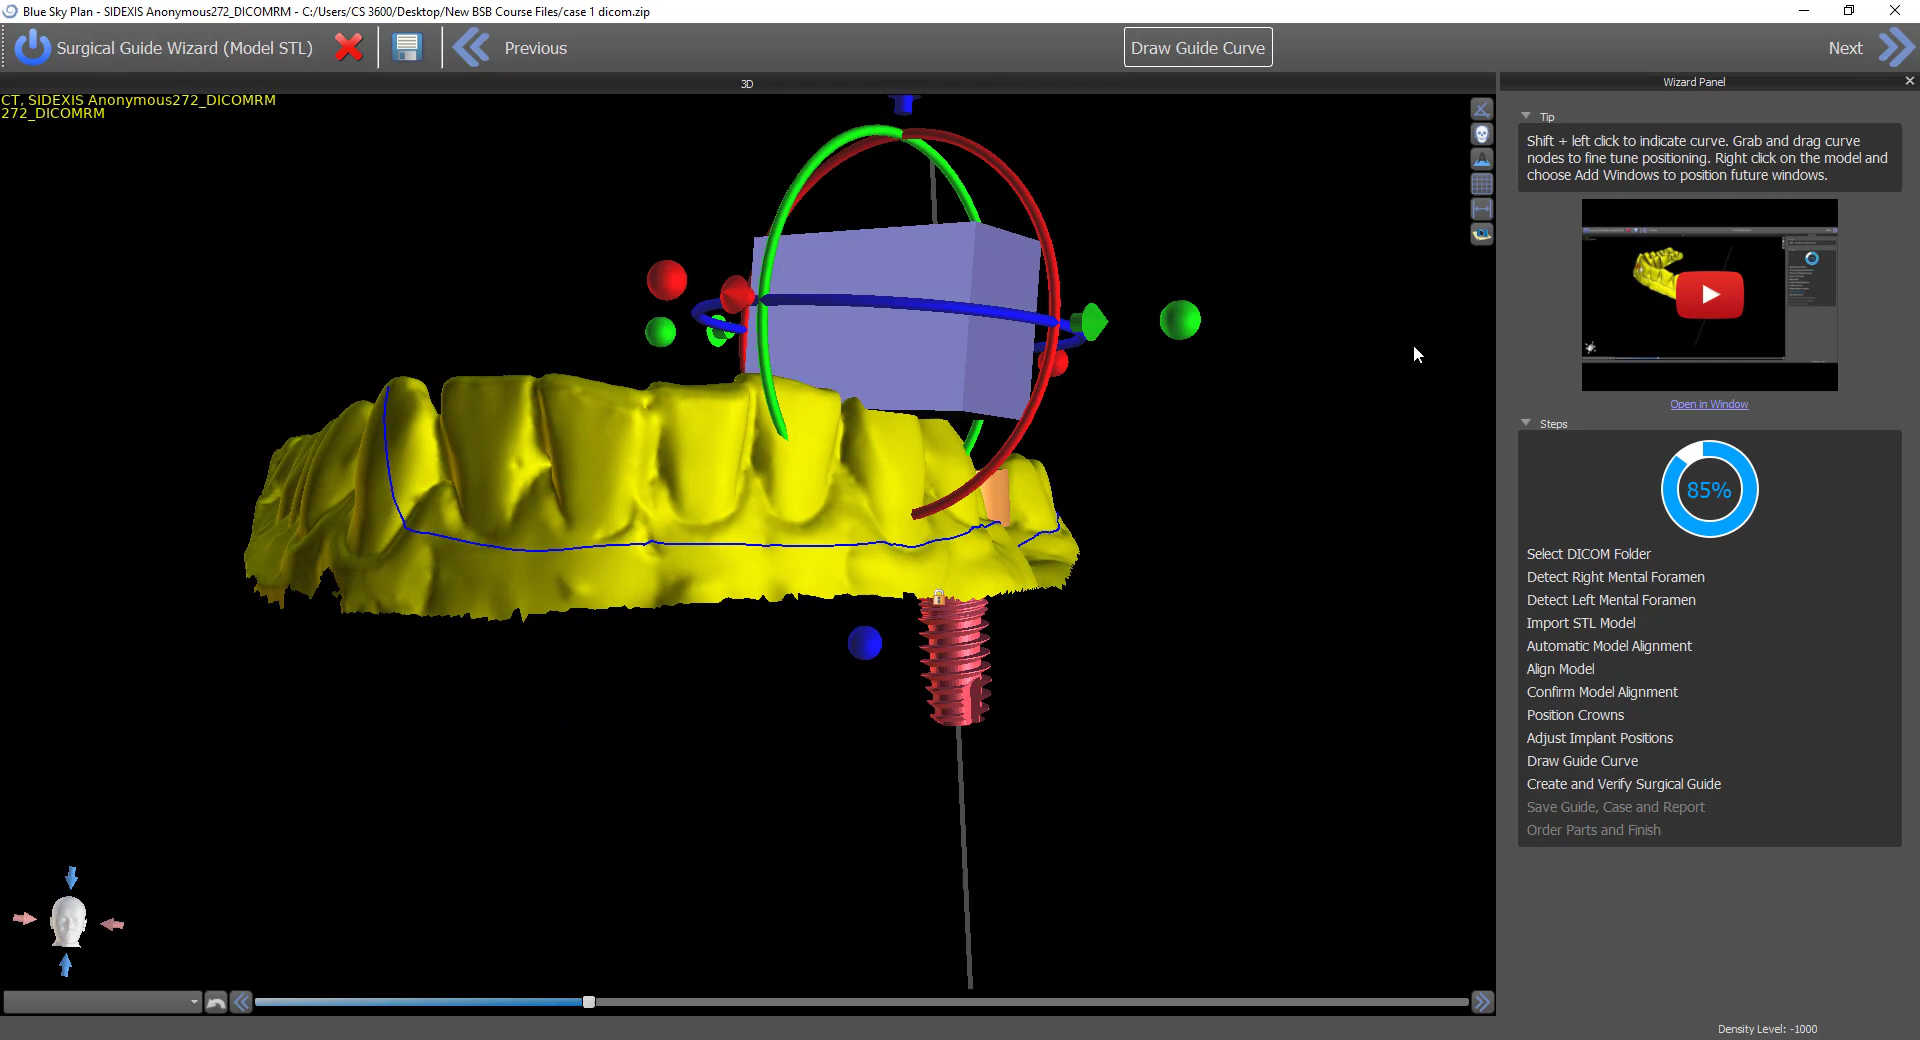 Blue Sky Plan - SIDEXIS Anonymous272_DICOMRM - C:/Users/CS 3600/Desktop/New BSB Course Files/case 1 dicom.zip
Surgical Guide Wizard (Model STL)
Previous
Draw Guide Curve
Next
3D
Wizard Panel
CT, SIDEXIS Anonymous272_DICOMRM
272_DICOMRM
Tip
Shift + left click to indicate curve. Grab and drag curve
nodes to fine tune positioning. Right click on the model and
choose Add Windows to position future windows.
Open in Window
Steps
85%
Select DICOM Folder
Detect Right Mental Foramen
Detect Left Mental Foramen
Import STL Model
Automatic Model Alignment
Align Model
Confirm Model Alignment
Position Crowns
Adjust Implant Positions
Draw Guide Curve
Create and Verify Surgical Guide
Save Guide, Case and Report
Order Parts and Finish
Density Level: -1000